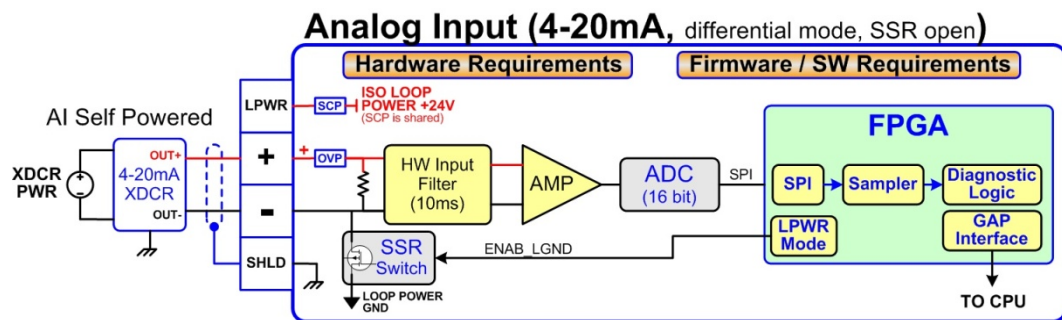 Analog Input (4-20mA, differential mode, SSR open)
Hardware Requirements
Firmware / SW Requirements
LPWR
SCP
ISO LOOP
POWER +24V
(SCP is shared)
AI Self Powered
XDCR
PWR
OUT+
4-20mA
XDCR
OUT-
+
-
SHLD
+
OVP
HW Input
Filter
(10ms)
AMP
ADC
(16 bit)
SPI
FPGA
SPI
Sampler
Diagnostic
Logic
LPWR
Mode
GAP
Interface
SSR
Switch
ENAB_LGND
LOOP POWER
GND
TO CPU